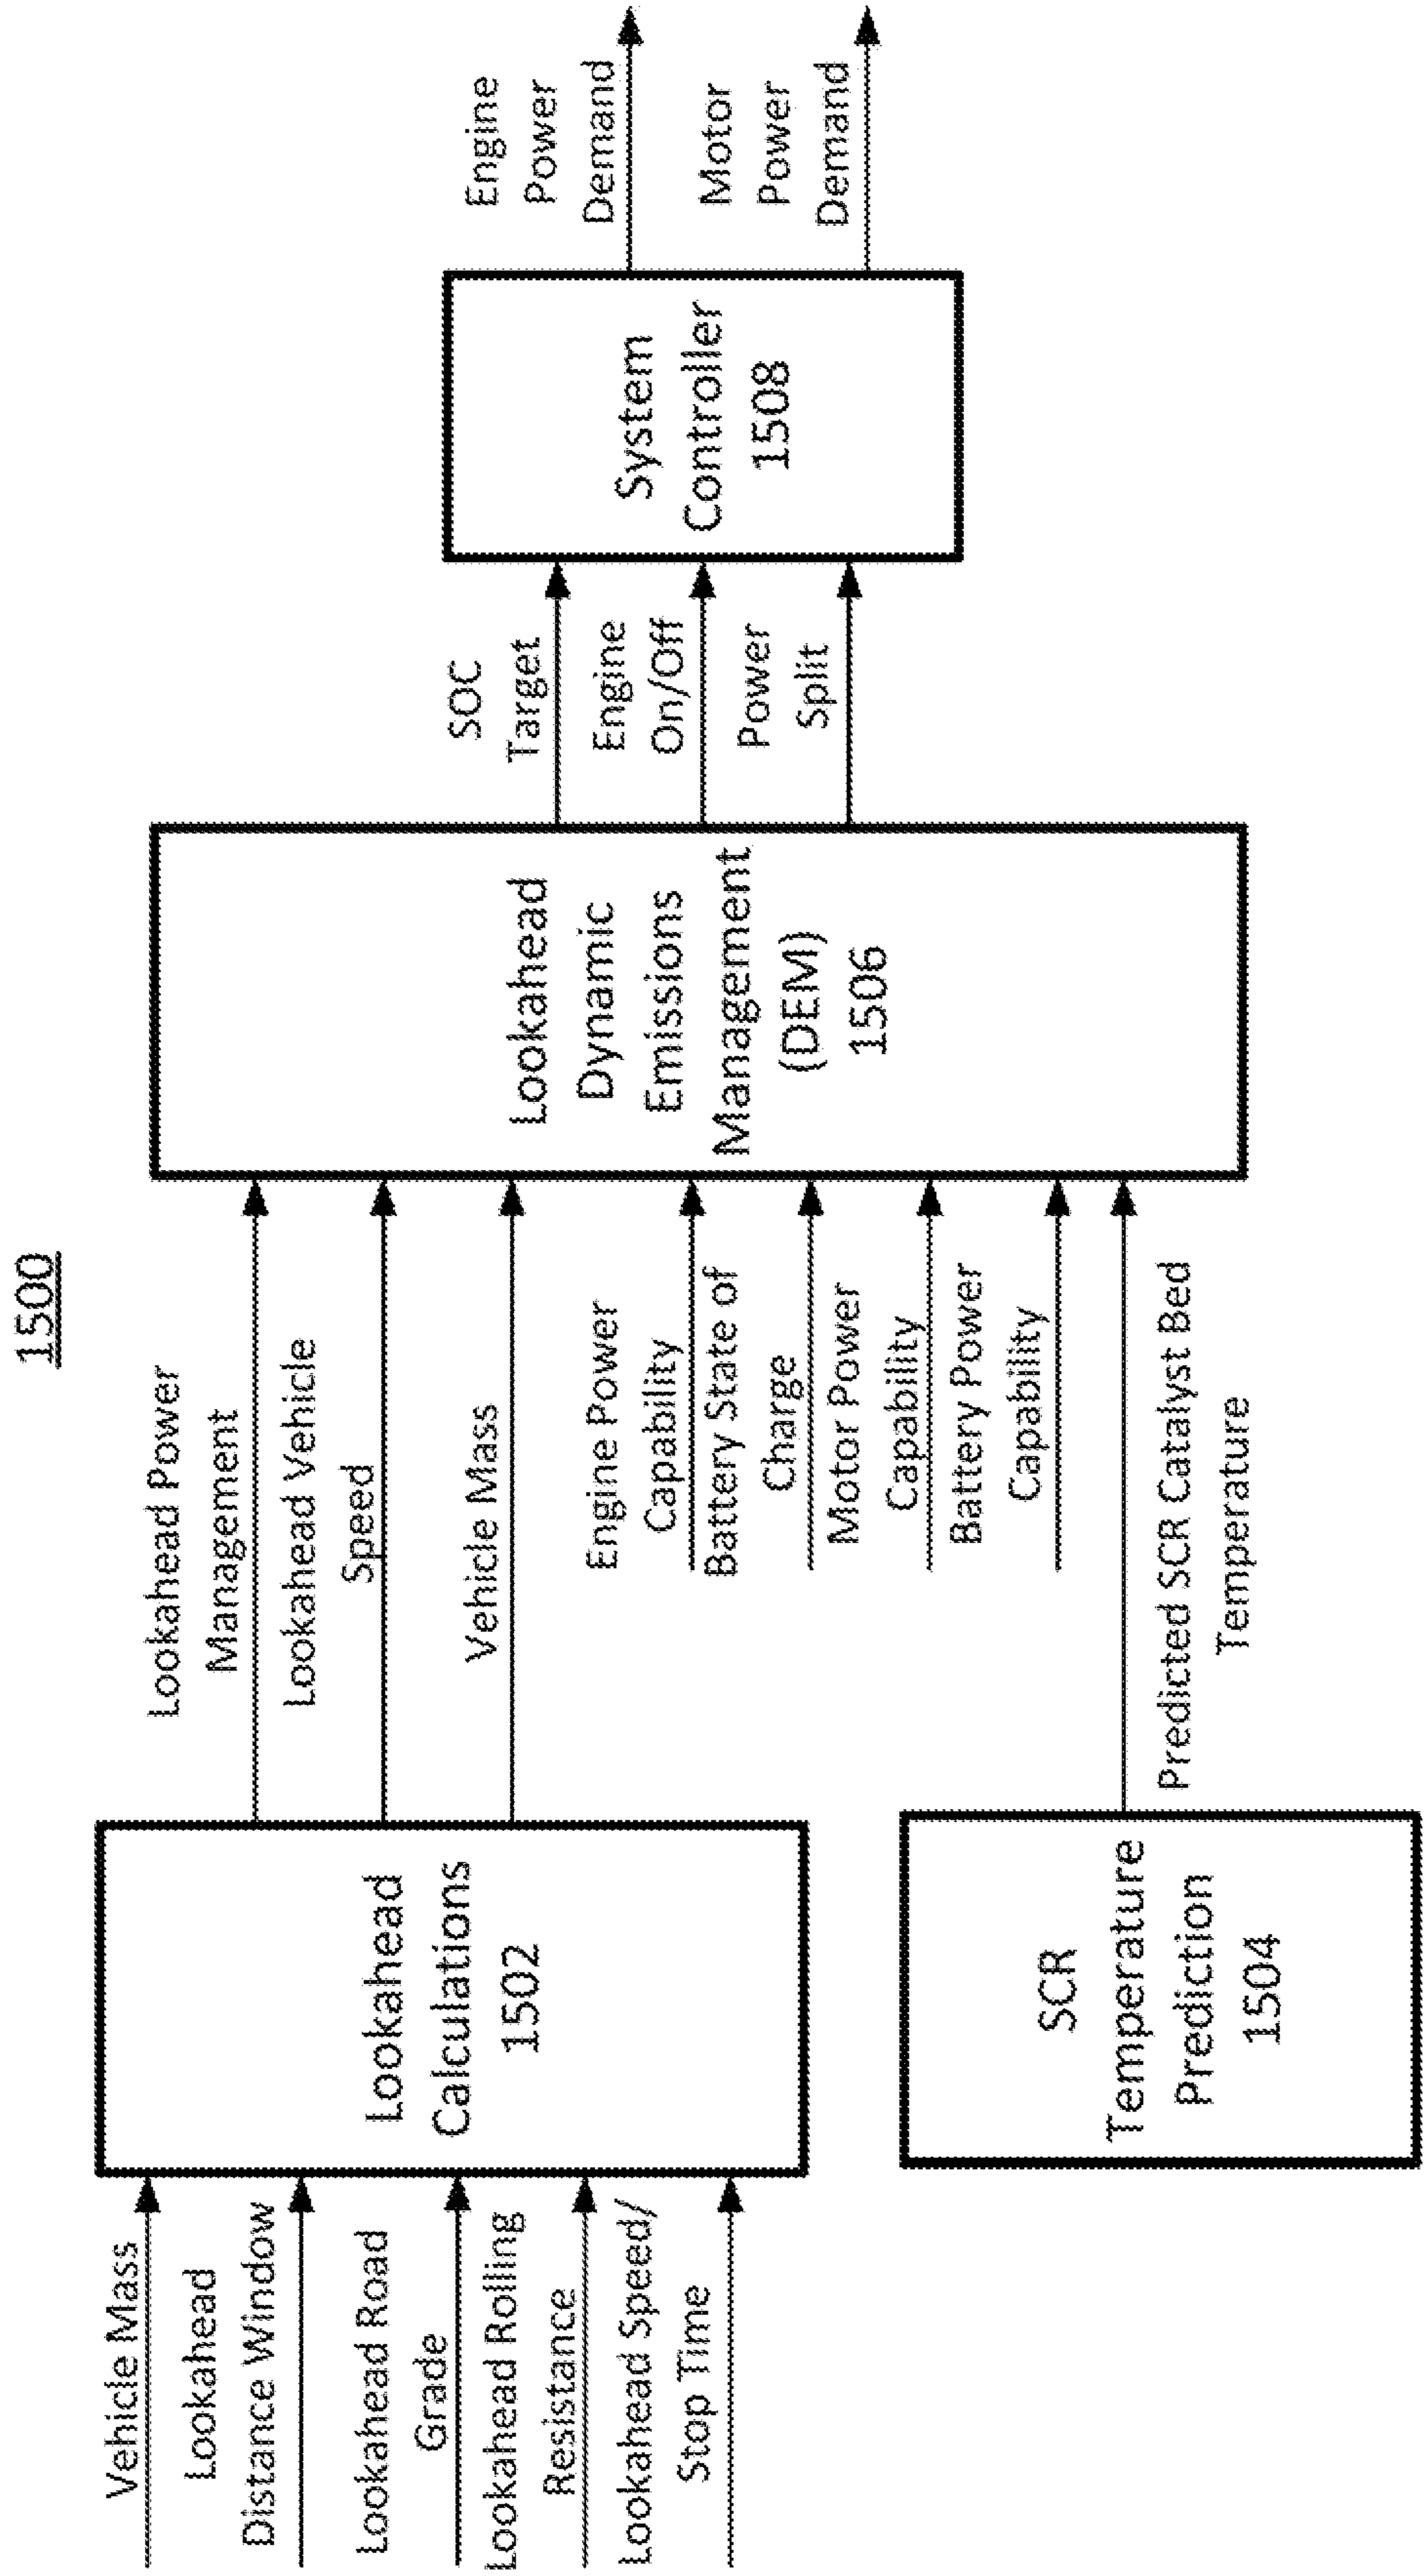 1500
Vehicle Mass
Lookahead
Distance Window
Lookahead Road
Grade
Lookahead Rolling
Resistance
Lookahead Speed/
Stop Time
Lookahead
Calculations
1502
SCR
Temperature
Prediction
1504
Lookahead Power
Management
Lookahead Vehicle
Speed
Vehicle Mass
Engine Power
Capability
Battery State of
Charge
Motor Power
Capability
Battery Power
Capability
Predicted SCR Catalyst Bed
Temperature
Lookahead
Dynamic
Emissions
Management
(DEM)
1506
SOC
Target
Engine
On/Off
Power
Split
System
Controller
1508
Engine
Power
Demand
Motor
Power
Demand